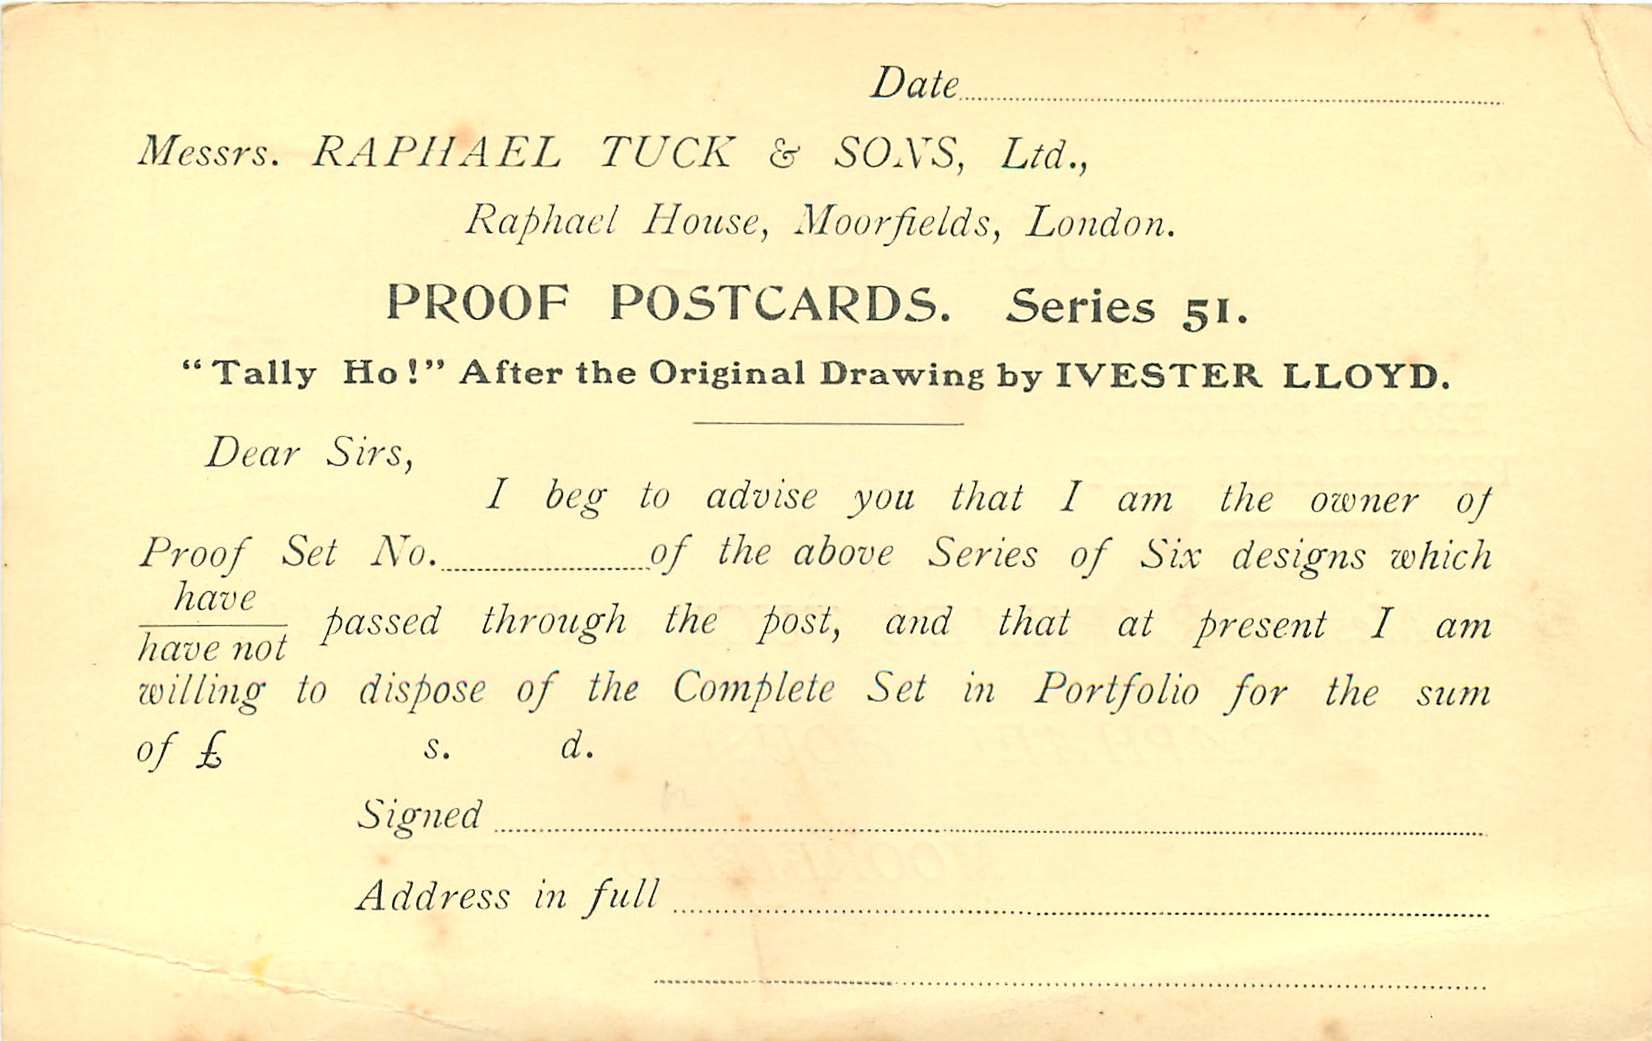 Date
Messrs. RAPHAEL TUCK & SONS, Ltd.,
Raphael House, Moorfields, London.
PROOF POSTCARDS. Series 51.
"Tally Ho!" After the Original Drawing by IVESTER LLOYD.
Dear Sirs,
I beg to advise you that I am the owner of
Proof Set No. of the above Series of Six designs which
have
have not passed through the post, and that at present I am
willing to dispose of the Complete Set in Portfolio for the sum
of £ s. d.
Signed
Address in full